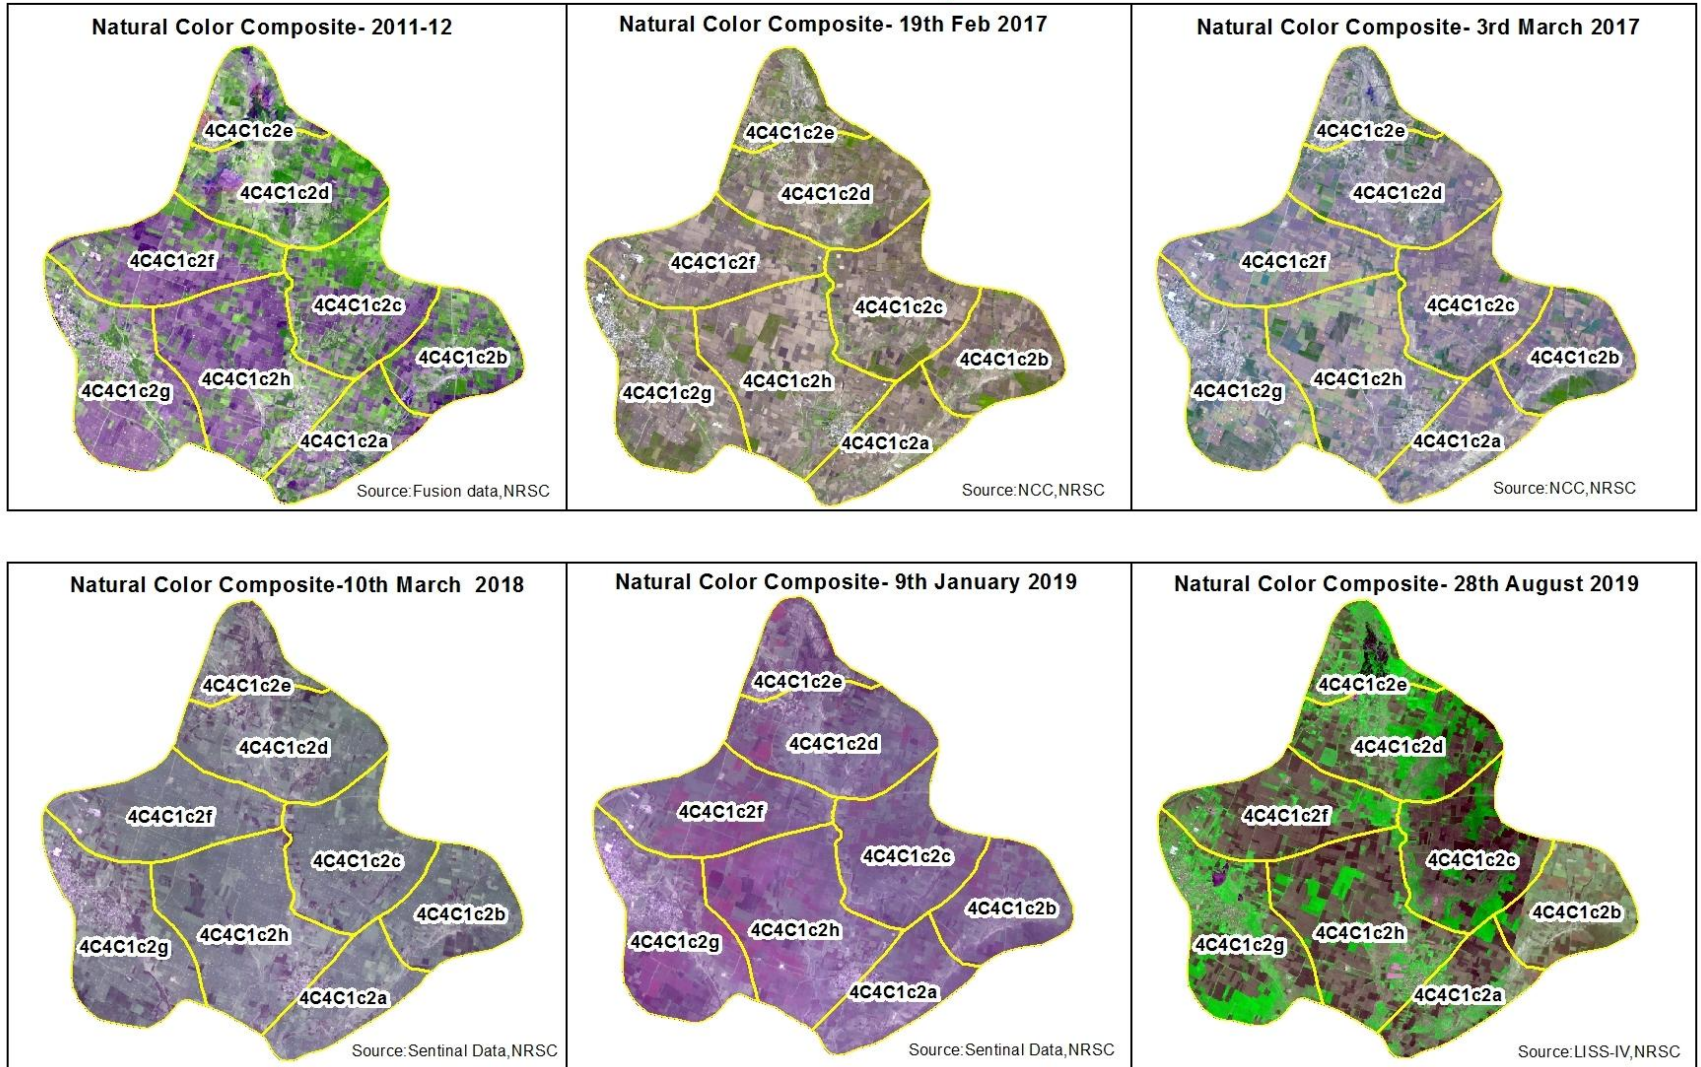 Natural Color Composite- 2011-12
4C4C1c2e
4C4C1c2d
4C4C1c2f
4C4C1c2c
4C4C1c2b
4C4C1c2h
4C4C1c2g
4C4C1c2a
Source:Fusion data,NRSC
Natural Color Composite- 19th Feb 2017
4C4C1c2e
4C4C1c2d
4C4C1c2f
4C4C1c2c
4C4C1c2b
4C4C1c2h
4C4C1c2g
4C4C1c2a
Source:NCC,NRSC
Natural Color Composite- 3rd March 2017
4C4C1c2e
4C4C1c2d
4C4C1c2f
4C4C1c2c
4C4C1c2b
4C4C1c2h
4C4C1c2g
4C4C1c2a
Source:NCC,NRSC
Natural Color Composite-10th March 2018
4C4C1c2e
4C4C1c2d
4C4C1c2f
4C4C1c2c
4C4C1c2b
4C4C1c2h
4C4C1c2g
4C4C1c2a
Source:Sentinal Data,NRSC
Natural Color Composite- 9th January 2019
4C4C1c2e
4C4C1c2d
4C4C1c2f
4C4C1c2c
4C4C1c2b
4C4C1c2h
4C4C1c2g
4C4C1c2a
Source:Sentinal Data,NRSC
Natural Color Composite- 28th August 2019
4C4C1c2e
4C4C1c2d
4C4C1c2f
4C4C1c2c
4C4C1c2b
4C4C1c2h
4C4C1c2g
4C4C1c2a
Source:LISS-IV,NRSC